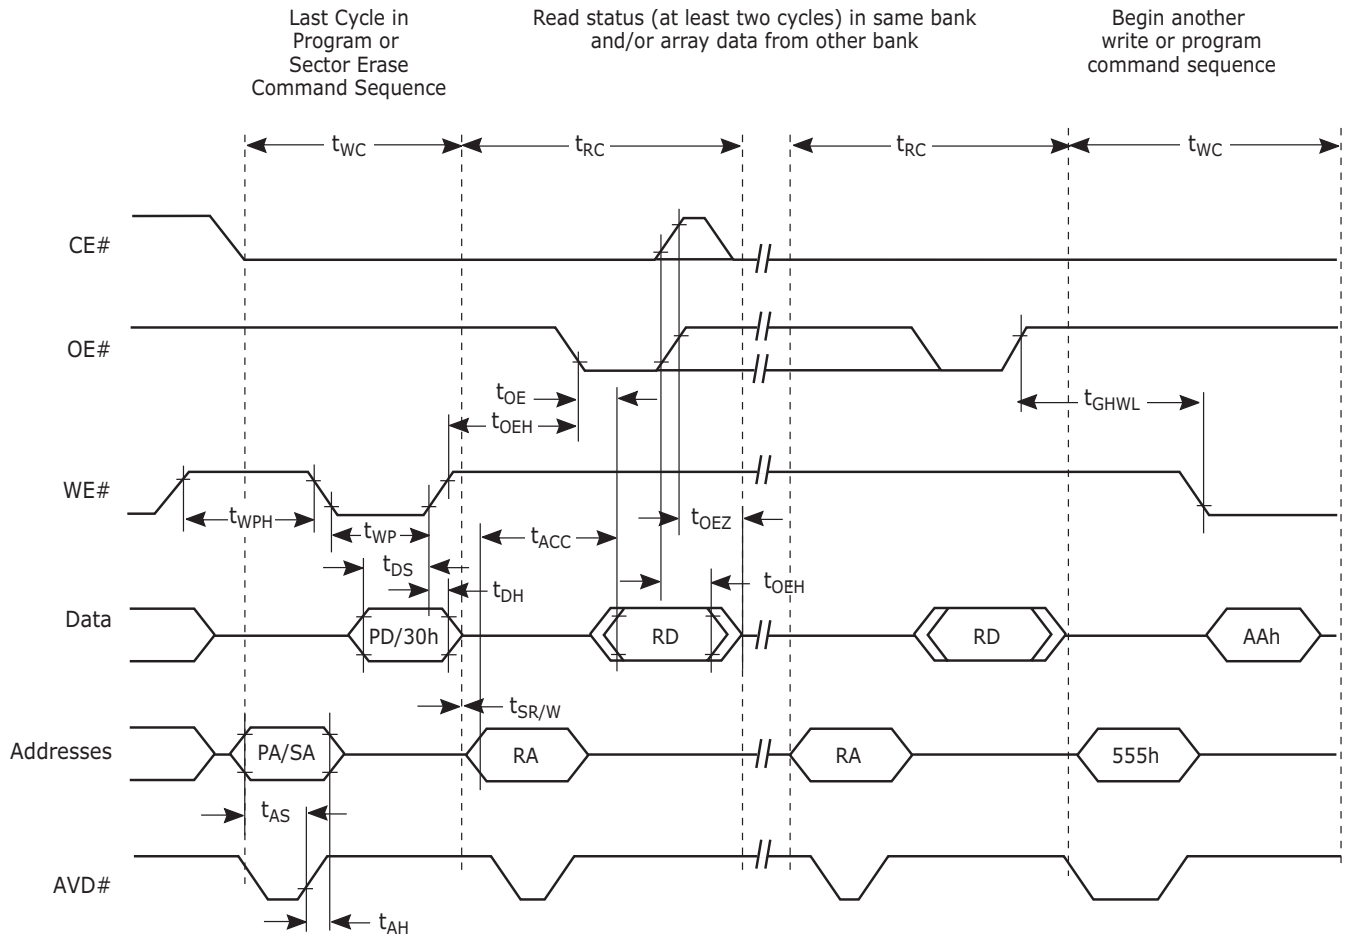 Last Cycle in
Program or
Sector Erase
Command Sequence
Read status (at least two cycles) in same bank
and/or array data from other bank
Begin another
write or program
command sequence
tWC
tRC
tRC
tWC
CE#
OE#
tOE
tOEH
tGHWL
WE#
tWPH
tWP
tACC
tOEZ
tDS
tDH
tOEH
Data
PD/30h
RD
RD
AAh
tSR/W
Addresses
PA/SA
RA
RA
555h
tAS
AVD#
tAH